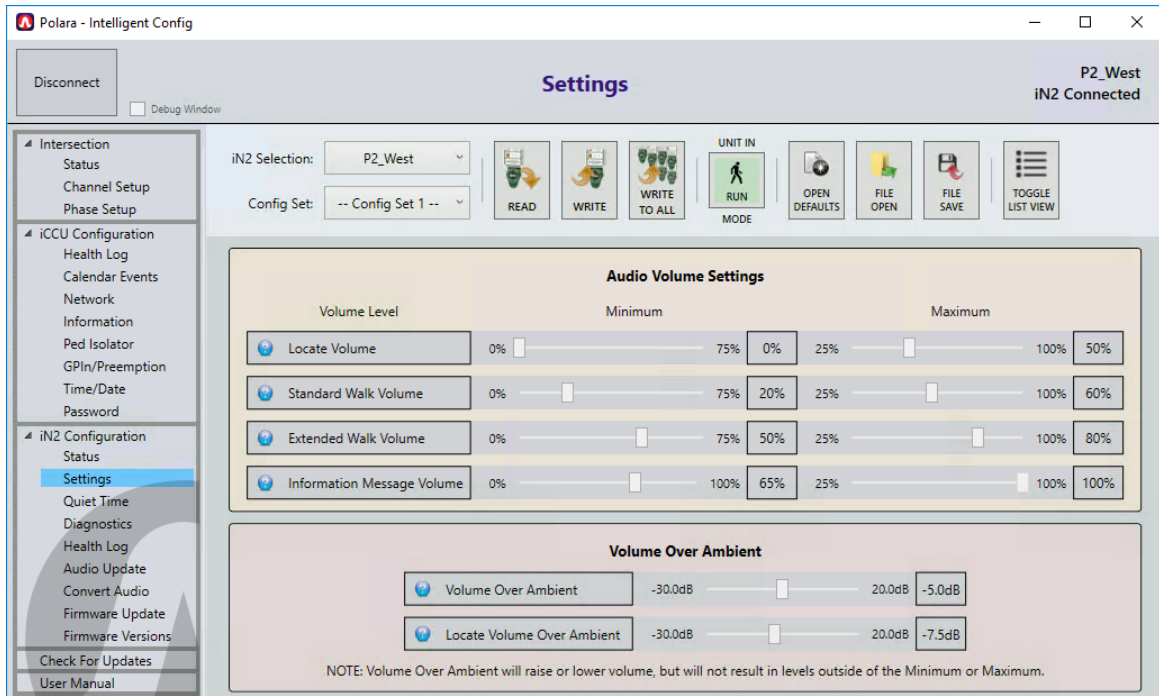 Polara - Intelligent Config
Disconnect
Debug Window
Settings
P2_West
iN2 Connected
Intersection
Status
Channel Setup
Phase Setup
iCCU Configuration
Health Log
Calendar Events
Network
Information
Ped Isolator
GPIn/Preemption
Time/Date
Password
iN2 Configuration
Status
Settings
Quiet Time
Diagnostics
Health Log
Audio Update
Convert Audio
Firmware Update
Firmware Versions
Check For Updates
User Manual
iN2 Selection: P2_West
Config Set: -- Config Set 1 --
READ
WRITE
WRITE TO ALL
UNIT IN
RUN
MODE
OPEN DEFAULTS
FILE OPEN
FILE SAVE
TOGGLE LIST VIEW
Audio Volume Settings
Volume Level Minimum Maximum
Locate Volume 0% 75% 0% 25% 100% 50%
Standard Walk Volume 0% 75% 20% 25% 100% 60%
Extended Walk Volume 0% 75% 50% 25% 100% 80%
Information Message Volume 0% 100% 65% 25% 100% 100%
Volume Over Ambient
Volume Over Ambient -30.0dB 20.0dB -5.0dB
Locate Volume Over Ambient -30.0dB 20.0dB -7.5dB
NOTE: Volume Over Ambient will raise or lower volume, but will not result in levels outside of the Minimum or Maximum.